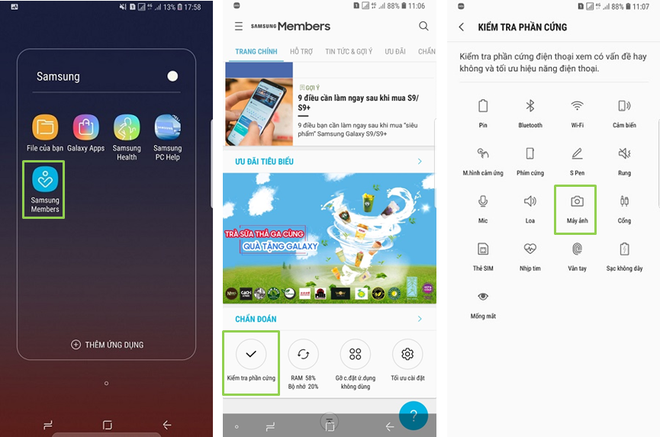 13% 17:58
Samsung
File của bạn
Galaxy Apps
Samsung
Health
Samsung
PC Help
Samsung
Members
THÊM ỨNG DỤNG
88% 11:06
SAMSUNG Members
TRANG CHÍNH
HỖ TRỢ
TIN TỨC & GỢI Ý
ƯU ĐÃI
CHẨN
GỢI Ý
9 điều cần làm ngay sau khi mua S9/
S9+
9 điều cần làm ngay sau khi mua "siêu
phẩm" Samsung Galaxy S9/S9+
ƯU ĐÃI TIÊU BIỂU
TRÀ SỮA THẢ GA CÙNG
QUÀ TẶNG GALAXY
CHẨN ĐOÁN
Kiểm tra phần cứng
RAM 58%
Bộ nhớ 20%
Gỡ c.đặt ứ.dụng
không dùng
Tối ưu cài đặt
?
88% 11:07
KIỂM TRA PHẦN CỨNG
Kiểm tra phần cứng điện thoại xem có vấn đề hay
không và tối ưu hiệu năng điện thoại.
Pin
Bluetooth
Wi-Fi
Cảm biến
M.hình cảm ứng
Phím cứng
S Pen
Rung
Mic
Loa
Máy ảnh
Cổng
Thẻ SIM
Nhịp tim
Vân tay
Sạc không dây
Mống mắt